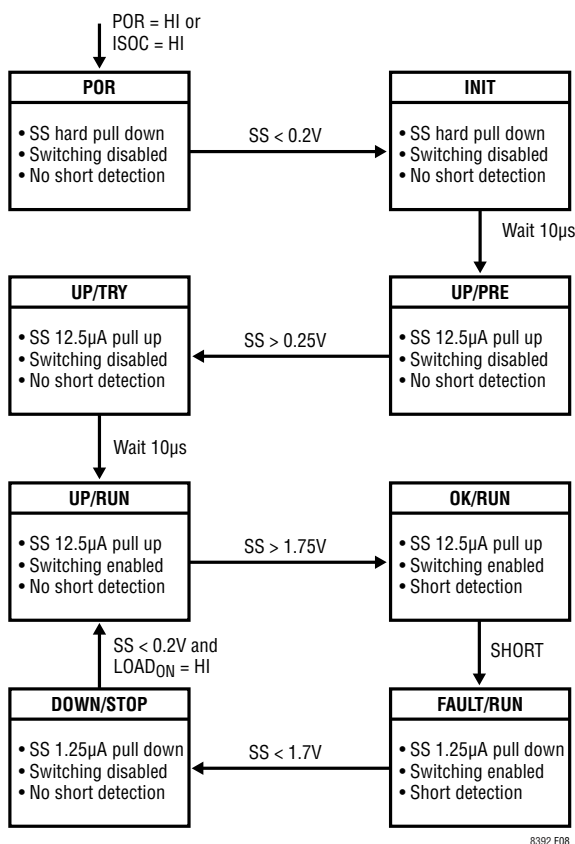 POR = HI or
ISOC = HI
POR
• SS hard pull down
• Switching disabled
• No short detection
SS < 0.2V
INIT
• SS hard pull down
• Switching disabled
• No short detection
Wait 10µs
UP/PRE
• SS 12.5µA pull up
• Switching disabled
• No short detection
SS > 0.25V
UP/TRY
• SS 12.5µA pull up
• Switching disabled
• No short detection
Wait 10µs
UP/RUN
• SS 12.5µA pull up
• Switching enabled
• No short detection
SS > 1.75V
OK/RUN
• SS 12.5µA pull up
• Switching enabled
• Short detection
SHORT
FAULT/RUN
• SS 1.25µA pull down
• Switching enabled
• Short detection
SS < 1.7V
DOWN/STOP
• SS 1.25µA pull down
• Switching disabled
• No short detection
SS < 0.2V and
LOAD_ON = HI
8392 F08